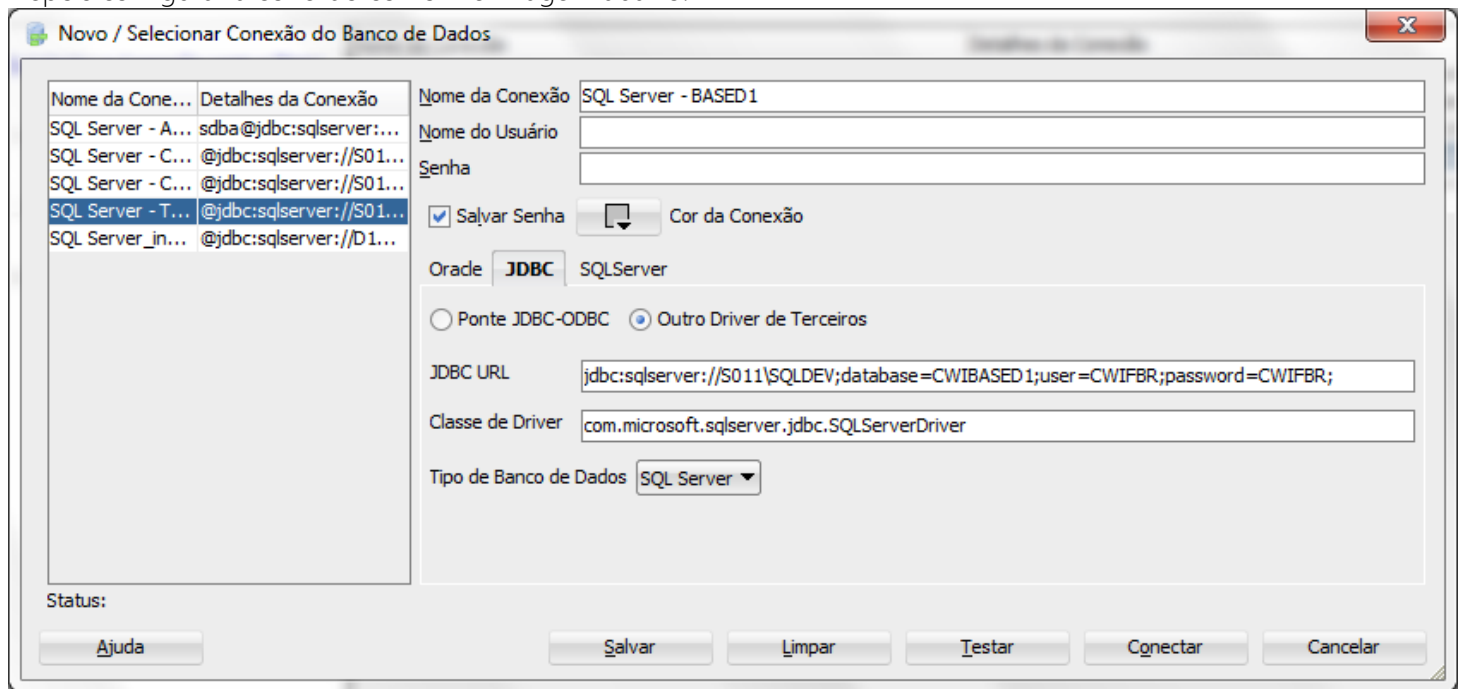 Novo / Selecionar Conexão do Banco de Dados
Nome da Cone... Detalhes da Conexão
SQL Server - A... sdba@jdbc:sqlserver:...
SQL Server - C... @jdbc:sqlserver://S01...
SQL Server - C... @jdbc:sqlserver://S01...
SQL Server - T... @jdbc:sqlserver://S01...
SQL Server_in... @jdbc:sqlserver://D1...
Nome da Conexão SQL Server - BASED1
Nome do Usuário
Senha
Salvar Senha Cor da Conexão
Oracle JDBC SQLServer
Ponte JDBC-ODBC Outro Driver de Terceiros
JDBC URL jdbc:sqlserver://S011\SQLDEV;database=CWIBASED1;user=CWIFBR;password=CWIFBR;
Classe de Driver com.microsoft.sqlserver.jdbc.SQLServerDriver
Tipo de Banco de Dados SQL Server
Status:
Ajuda Salvar Limpar Testar Conectar Cancelar